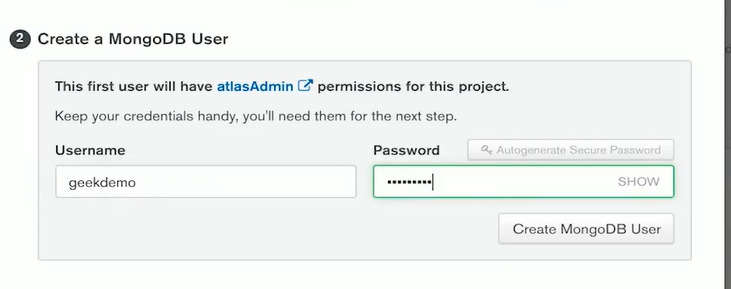 2 Create a MongoDB User
This first user will have atlasAdmin permissions for this project.
Keep your credentials handy, you'll need them for the next step.
Username
Password
Autogenerate Secure Password
geekdemo
•••••••••
SHOW
Create MongoDB User